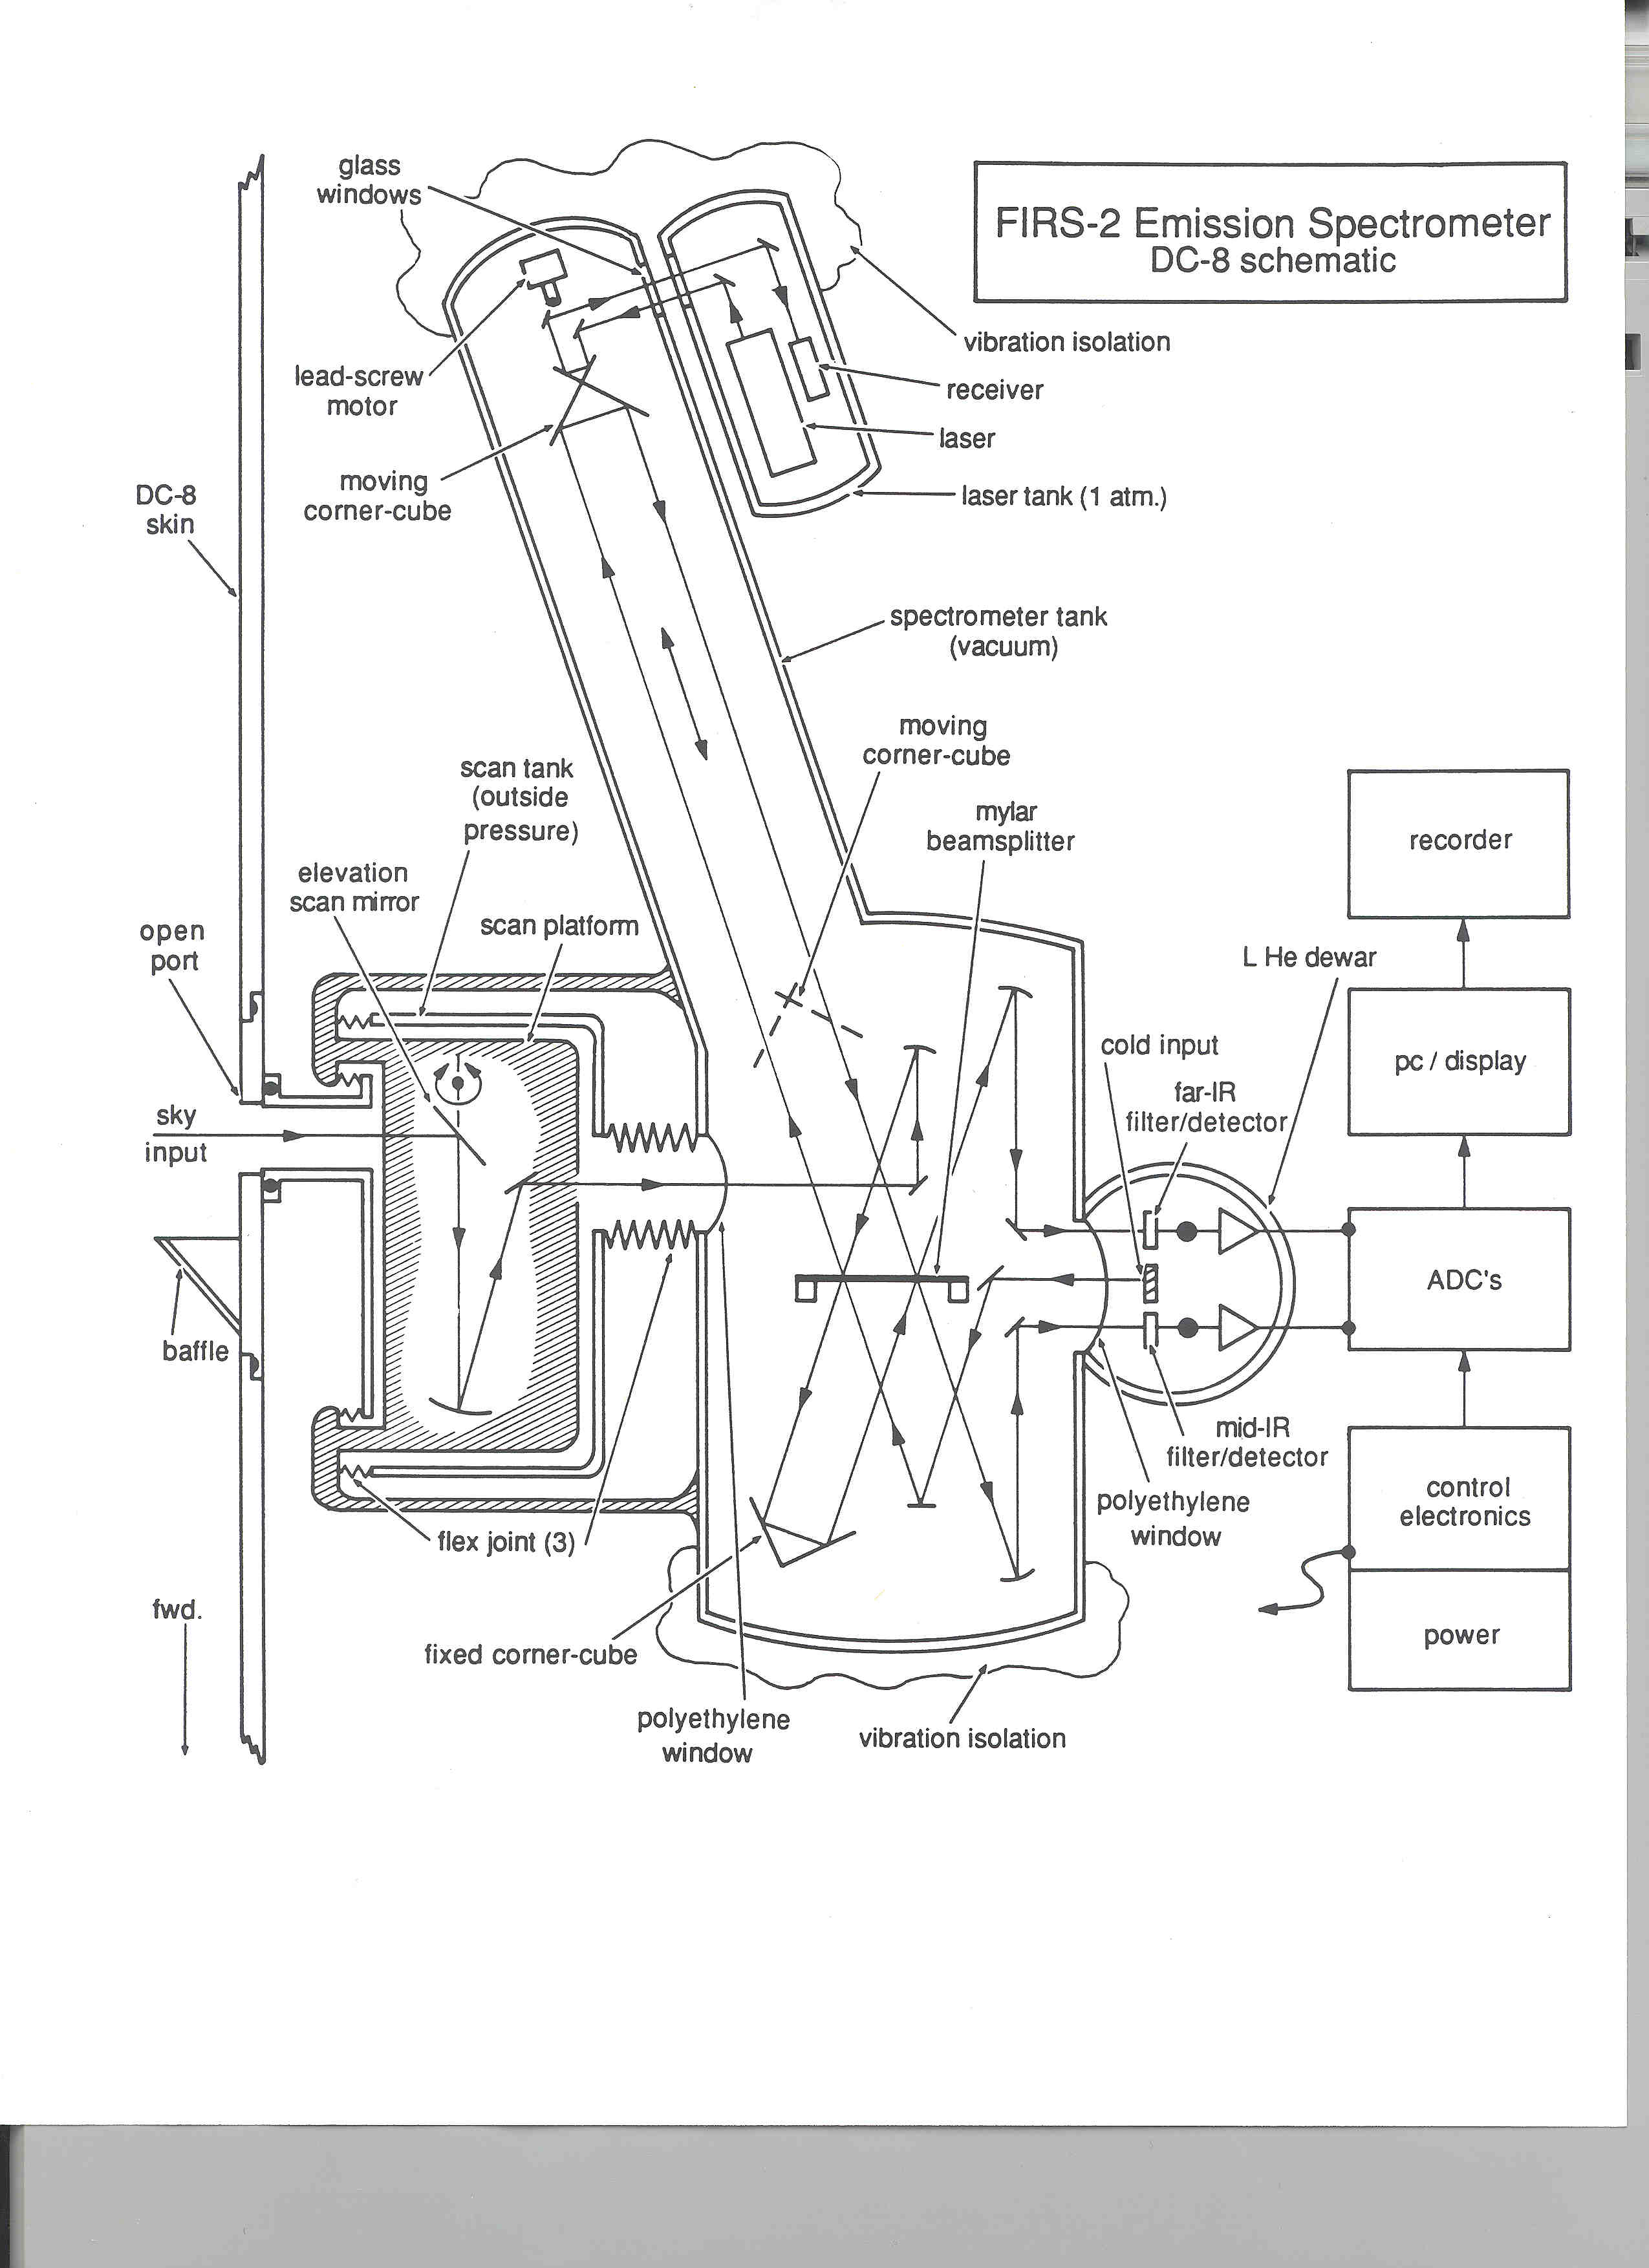 FIRS-2 Emission Spectrometer
DC-8 schematic
glass
windows
vibration isolation
lead-screw
motor
receiver
laser
moving
corner-cube
laser tank (1 atm.)
DC-8
skin
spectrometer tank
(vacuum)
moving
corner-cube
scan tank
(outside
pressure)
mylar
beamsplitter
recorder
elevation
scan mirror
scan platform
open
port
L He dewar
cold input
pc / display
far-IR
filter/detector
sky
input
ADC's
baffle
mid-IR
filter/detector
polyethylene
window
control
electronics
flex joint (3)
fwd.
fixed corner-cube
power
polyethylene
window
vibration isolation